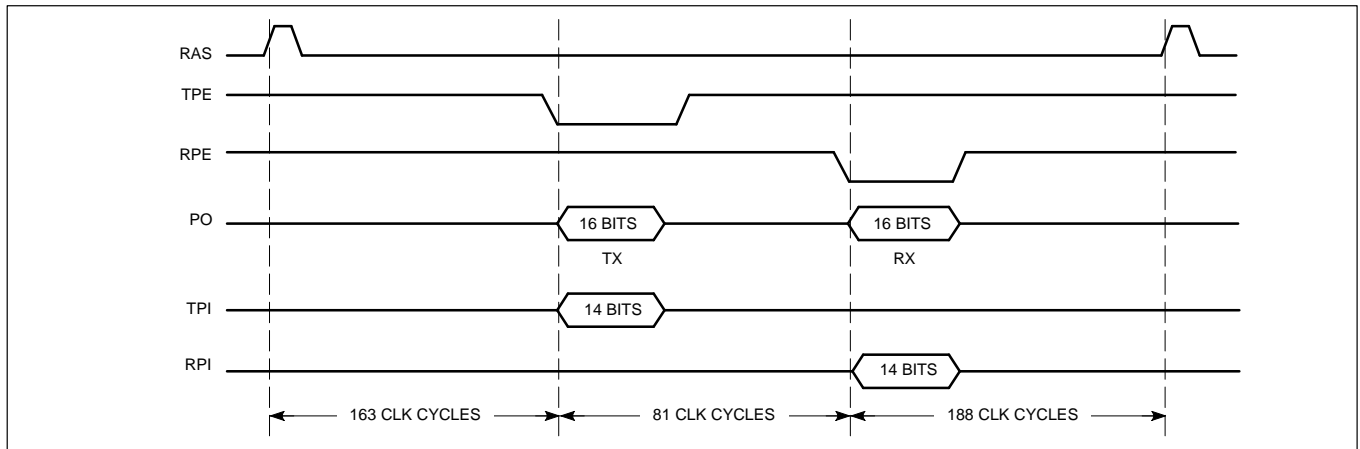 RAS
TPE
RPE
PO
16 BITS
16 BITS
TX
RX
TPI
14 BITS
RPI
14 BITS
163 CLK CYCLES
81 CLK CYCLES
188 CLK CYCLES